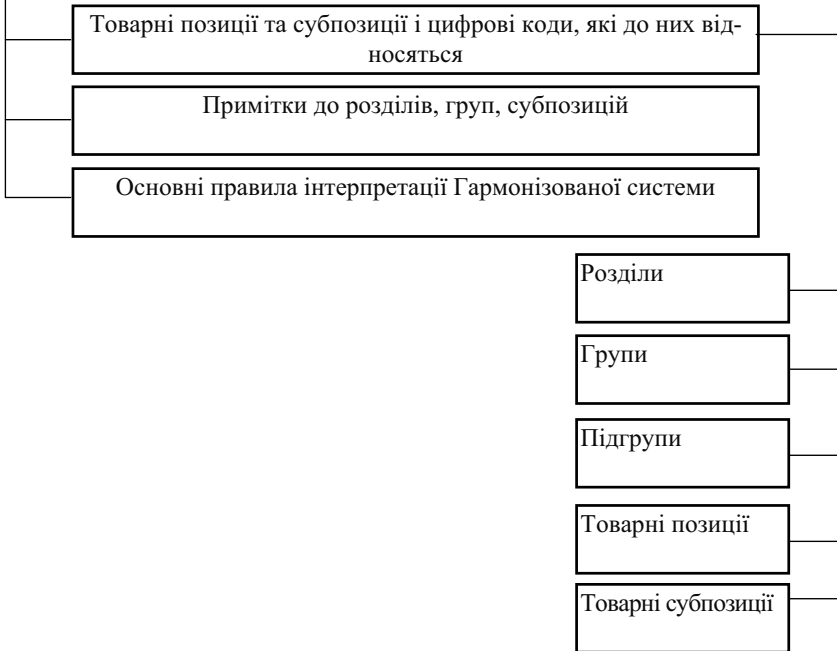 Товарні позиції та субпозиції і цифрові коди, які до них від-
носяться
Примітки до розділів, груп, субпозицій
Основні правила інтерпретації Гармонізованої системи
Розділи
Групи
Підгрупи
Товарні позиції
Товарні субпозиції